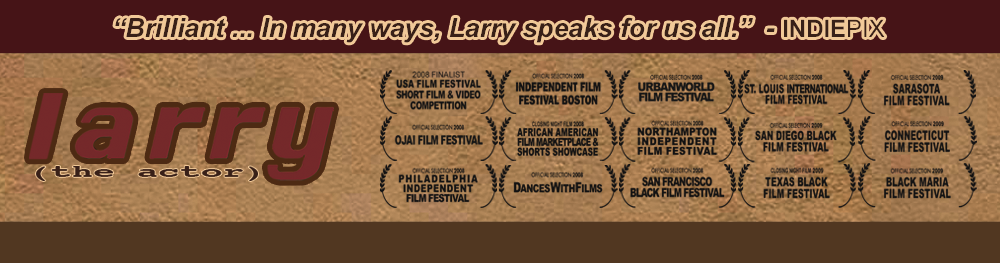 “Brilliant ... In many ways, Larry speaks for us all.” - INDIEPIX
larry
(the actor)
2008 FINALIST
USA FILM FESTIVAL
SHORT FILM & VIDEO
COMPETITION
OFFICIAL SELECTION 2008
INDEPENDENT FILM
FESTIVAL BOSTON
OFFICIAL SELECTION 2008
URBANWORLD
FILM FESTIVAL
OFFICIAL SELECTION 2008
ST. LOUIS INTERNATIONAL
FILM FESTIVAL
OFFICIAL SELECTION 2008
SARASOTA
FILM FESTIVAL
OFFICIAL SELECTION 2008
OJAI FILM FESTIVAL
CLOSING NIGHT FILM 2008
AFRICAN AMERICAN
FILM MARKETPLACE &
SHORTS SHOWCASE
OFFICIAL SELECTION 2008
NORTHAMPTON
INDEPENDENT
FILM FESTIVAL
OFFICIAL SELECTION 2009
SAN DIEGO BLACK
FILM FESTIVAL
OFFICIAL SELECTION 2008
CONNECTICUT
FILM FESTIVAL
OFFICIAL SELECTION 2008
PHILADELPHIA
INDEPENDENT
FILM FESTIVAL
OFFICIAL SELECTION 2008
DANCESWITHFILMS
OFFICIAL SELECTION 2008
SAN FRANCISCO
BLACK FILM FESTIVAL
CLOSING NIGHT FILM 2008
TEXAS BLACK
FILM FESTIVAL
OFFICIAL SELECTION 2008
BLACK MARIA
FILM FESTIVAL